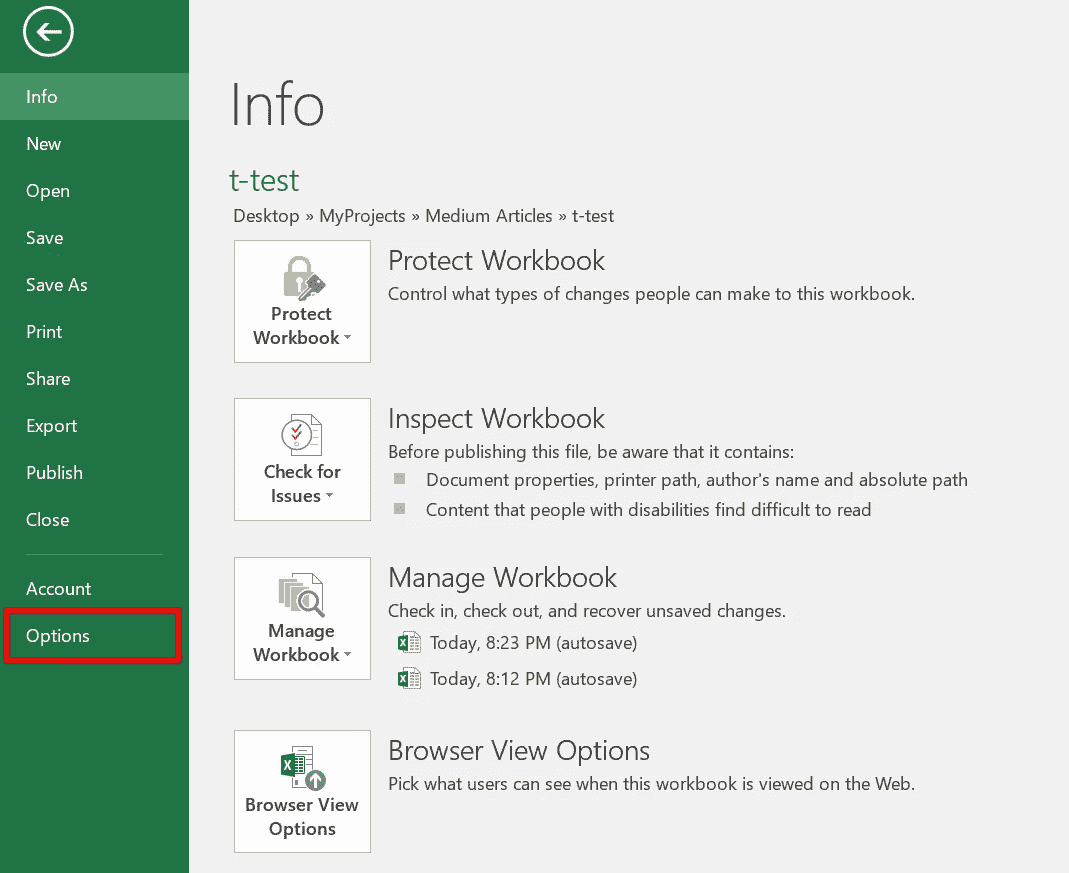 Info
New
Open
Save
Save As
Print
Share
Export
Publish
Close
Account
Options
Info
t-test
Desktop » MyProjects » Medium Articles » t-test
Protect
Workbook
Protect Workbook
Control what types of changes people can make to this workbook.
Check for
Issues
Inspect Workbook
Before publishing this file, be aware that it contains:
Document properties, printer path, author's name and absolute path
Content that people with disabilities find difficult to read
Manage
Workbook
Manage Workbook
Check in, check out, and recover unsaved changes.
Today, 8:23 PM (autosave)
Today, 8:12 PM (autosave)
Browser View
Options
Browser View Options
Pick what users can see when this workbook is viewed on the Web.